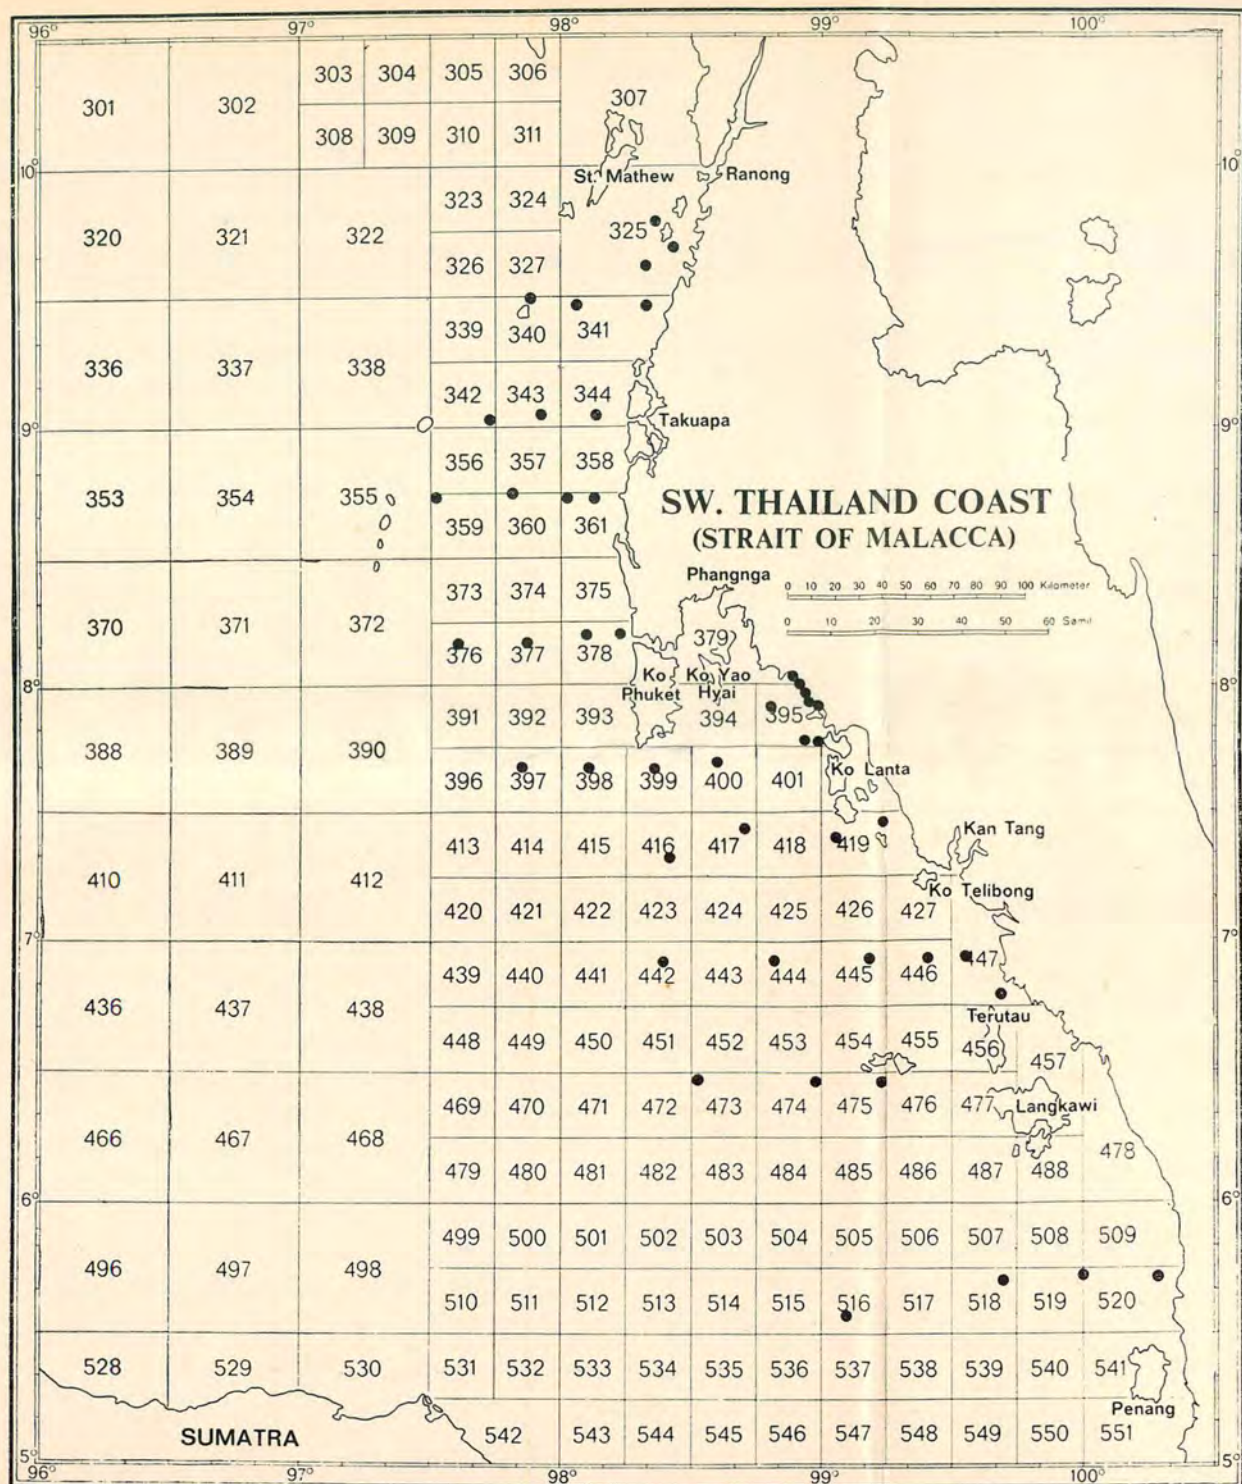 96° 97° 98° 99° 100°
303 304 305 306
301 302 307
308 309 310 311
10° 10°
St. Mathew Ranong
323 324
320 321 322 325
326 327
339 340 341
336 337 338
342 343 344
9° Takuapa 9°
356 357 358
353 354 355
SW. THAILAND COAST
359 360 361
(STRAIT OF MALACCA)
Phangnga
0 10 20 30 40 50 60 70 80 90 100 Kilometer
373 374 375
0 10 20 30 40 50 60 Sømil
370 371 372
379
376 377 378
Ko Ko Yao
8° Phuket Hyai 8°
391 392 393 394 395
388 389 390
Ko Lanta
396 397 398 399 400 401
Kan Tang
413 414 415 416 417 418 419
410 411 412
Ko Telibong
420 421 422 423 424 425 426 427
7° 7°
447
439 440 441 442 443 444 445 446
436 437 438
Terutau
448 449 450 451 452 453 454 455 456
457
469 470 471 472 473 474 475 476 477 Langkawi
466 467 468
478
479 480 481 482 483 484 485 486 487 488
6° 6°
499 500 501 502 503 504 505 506 507 508 509
496 497 498
510 511 512 513 514 515 516 517 518 519 520
528 529 530 531 532 533 534 535 536 537 538 539 540 541
Penang
SUMATRA 542 543 544 545 546 547 548 549 550 551
5° 5°
97° 98° 99° 100°